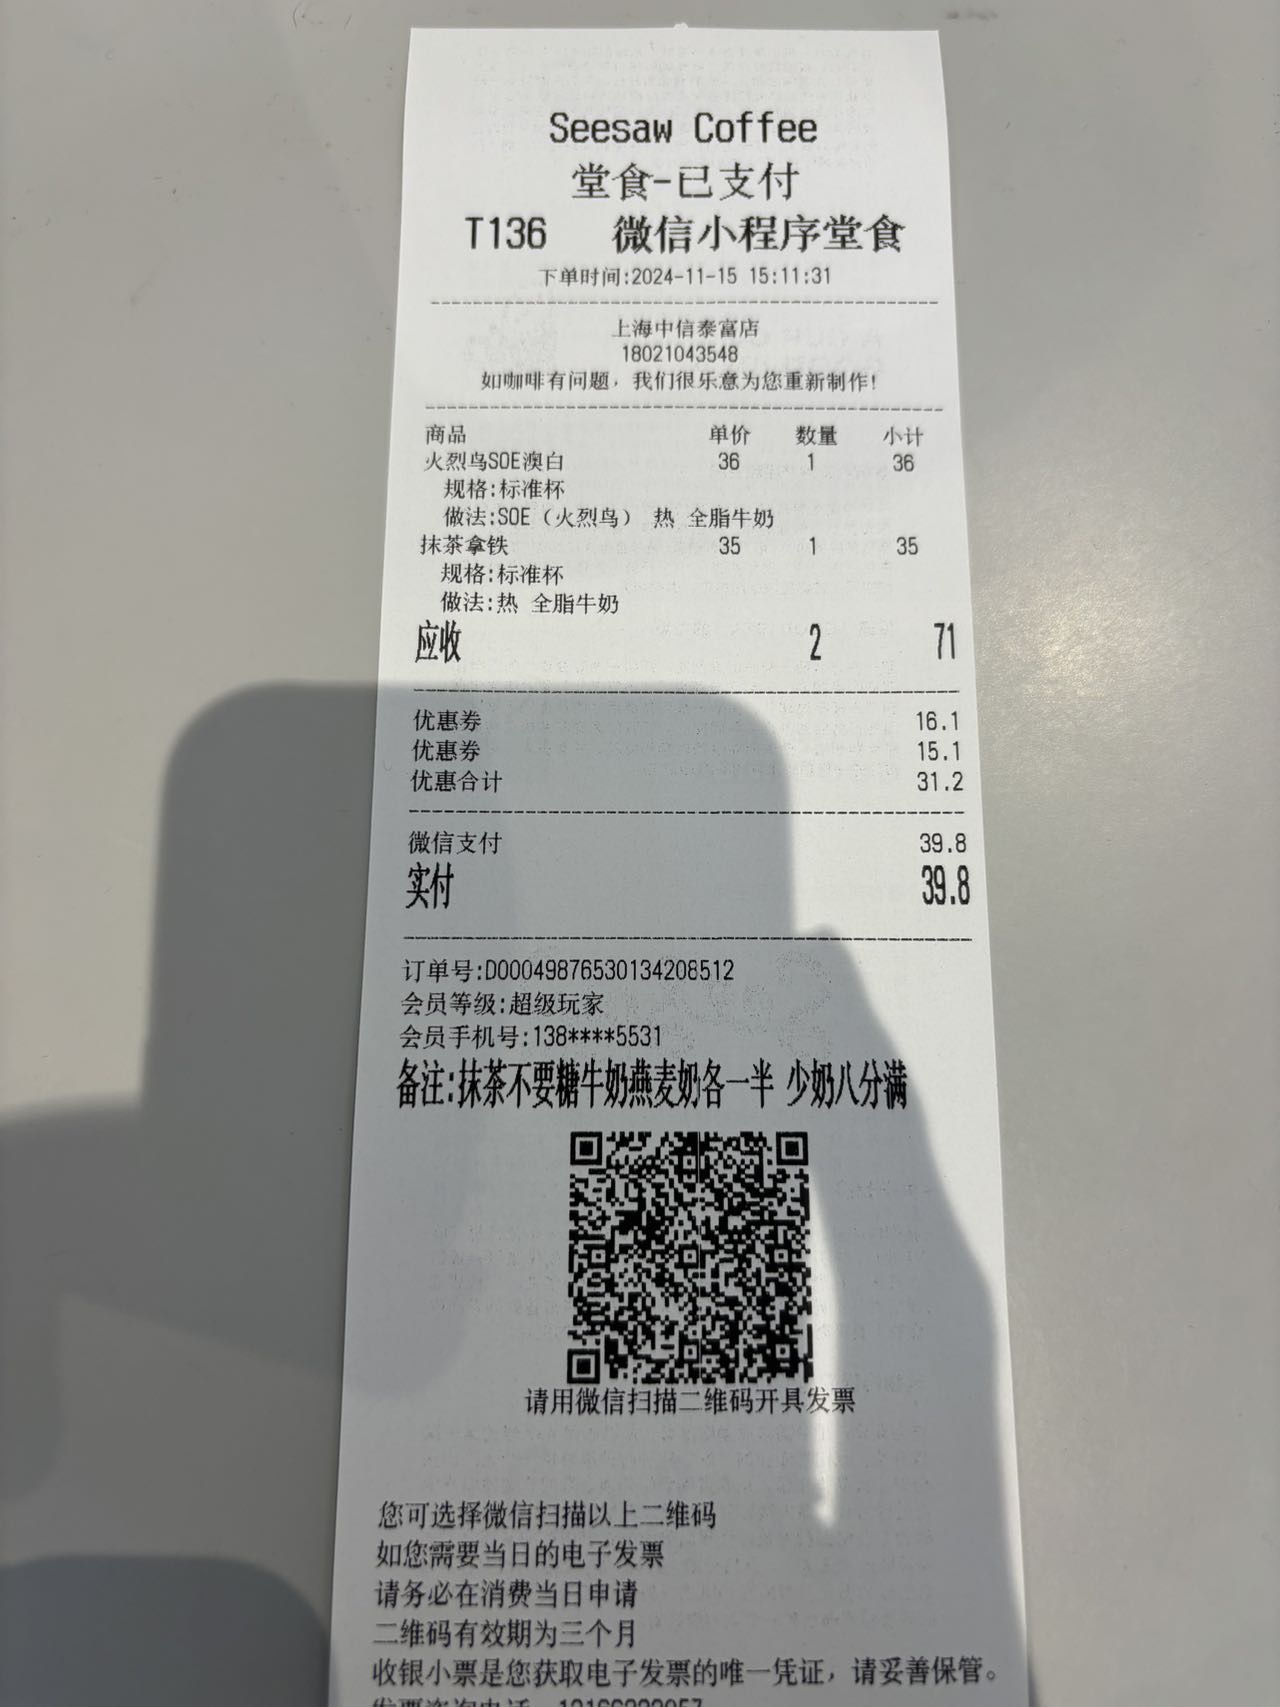 Seesaw Coffee
堂食-已支付
T136 微信小程序堂食
下单时间:2024-11-15 15:11:31
上海中信泰富店
18021043548
如咖啡有问题，我们很乐意为您重新制作!
商品 单价 数量 小计
火烈鸟SOE澳白 36 1 36
规格:标准杯
做法:SOE（火烈鸟） 热 全脂牛奶
抹茶拿铁 35 1 35
规格:标准杯
做法:热 全脂牛奶
应收 2 71
优惠券 16.1
优惠券 15.1
优惠合计 31.2
微信支付 39.8
实付 39.8
订单号:D00049876530134208512
会员等级:超级玩家
会员手机号:138****5531
备注:抹茶不要糖牛奶燕麦奶各一半 少奶八分满
请用微信扫描二维码开具发票
您可选择微信扫描以上二维码
如您需要当日的电子发票
请务必在消费当日申请
二维码有效期为三个月
收银小票是您获取电子发票的唯一凭证，请妥善保管。